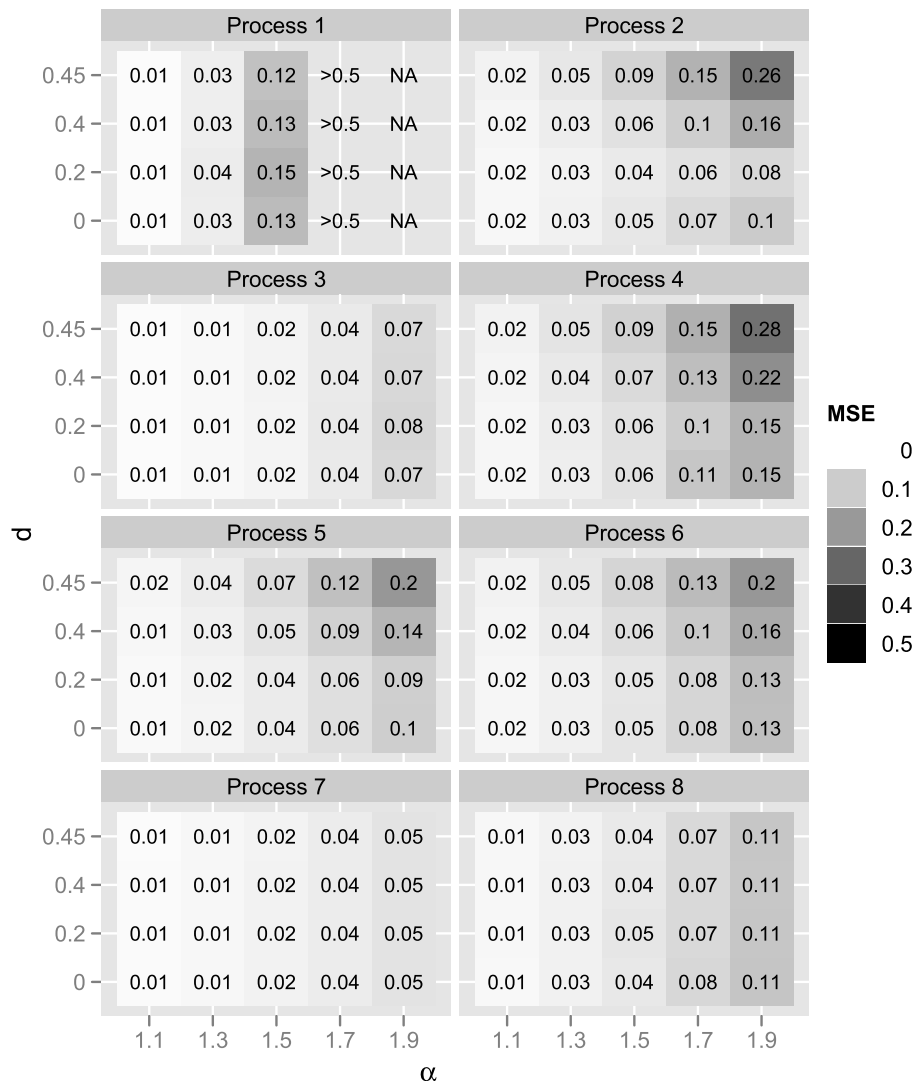 Process 1
Process 2
0.45 0.01 0.03 0.12 >0.5 NA 0.02 0.05 0.09 0.15 0.26
0.4 0.01 0.03 0.13 >0.5 NA 0.02 0.03 0.06 0.1 0.16
0.2 0.01 0.04 0.15 >0.5 NA 0.02 0.03 0.04 0.06 0.08
0 0.01 0.03 0.13 >0.5 NA 0.02 0.03 0.05 0.07 0.1
Process 3
Process 4
0.45 0.01 0.01 0.02 0.04 0.07 0.02 0.05 0.09 0.15 0.28
0.4 0.01 0.01 0.02 0.04 0.07 0.02 0.04 0.07 0.13 0.22
0.2 0.01 0.01 0.02 0.04 0.08 0.02 0.03 0.06 0.1 0.15
0 0.01 0.01 0.02 0.04 0.07 0.02 0.03 0.06 0.11 0.15
Process 5
Process 6
0.45 0.02 0.04 0.07 0.12 0.2 0.02 0.05 0.08 0.13 0.2
0.4 0.01 0.03 0.05 0.09 0.14 0.02 0.04 0.06 0.1 0.16
0.2 0.01 0.02 0.04 0.06 0.09 0.02 0.03 0.05 0.08 0.13
0 0.01 0.02 0.04 0.06 0.1 0.02 0.03 0.05 0.08 0.13
Process 7
Process 8
0.45 0.01 0.01 0.02 0.04 0.05 0.01 0.03 0.04 0.07 0.11
0.4 0.01 0.01 0.02 0.04 0.05 0.01 0.03 0.04 0.07 0.11
0.2 0.01 0.01 0.02 0.04 0.05 0.01 0.03 0.05 0.07 0.11
0 0.01 0.01 0.02 0.04 0.05 0.01 0.03 0.04 0.08 0.11
1.1 1.3 1.5 1.7 1.9 1.1 1.3 1.5 1.7 1.9
α
d
MSE
0
0.1
0.2
0.3
0.4
0.5